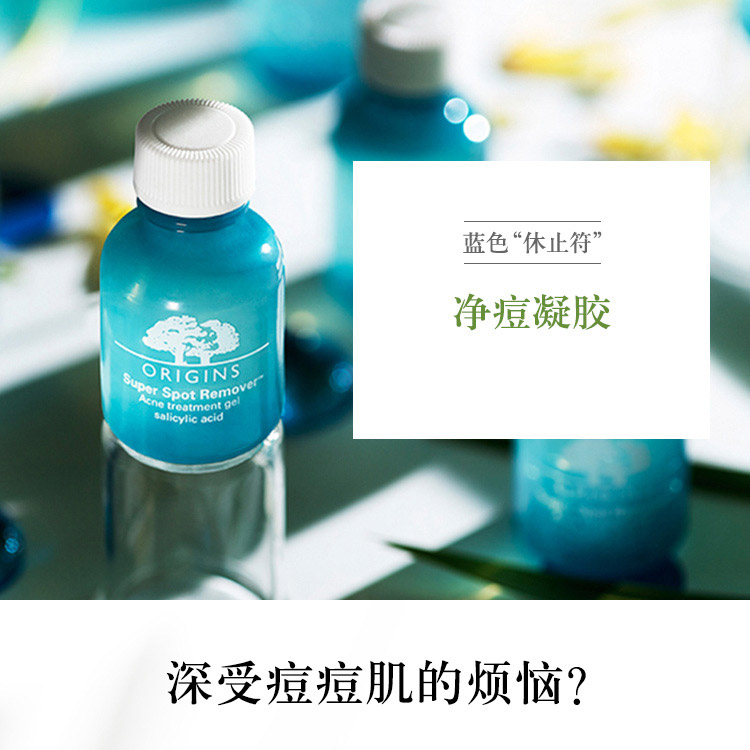 蓝色“休止符”
净痘凝胶
ORIGINS
Super Spot Remover™
Acne treatment gel
salicylic acid
深受痘痘肌的烦恼?